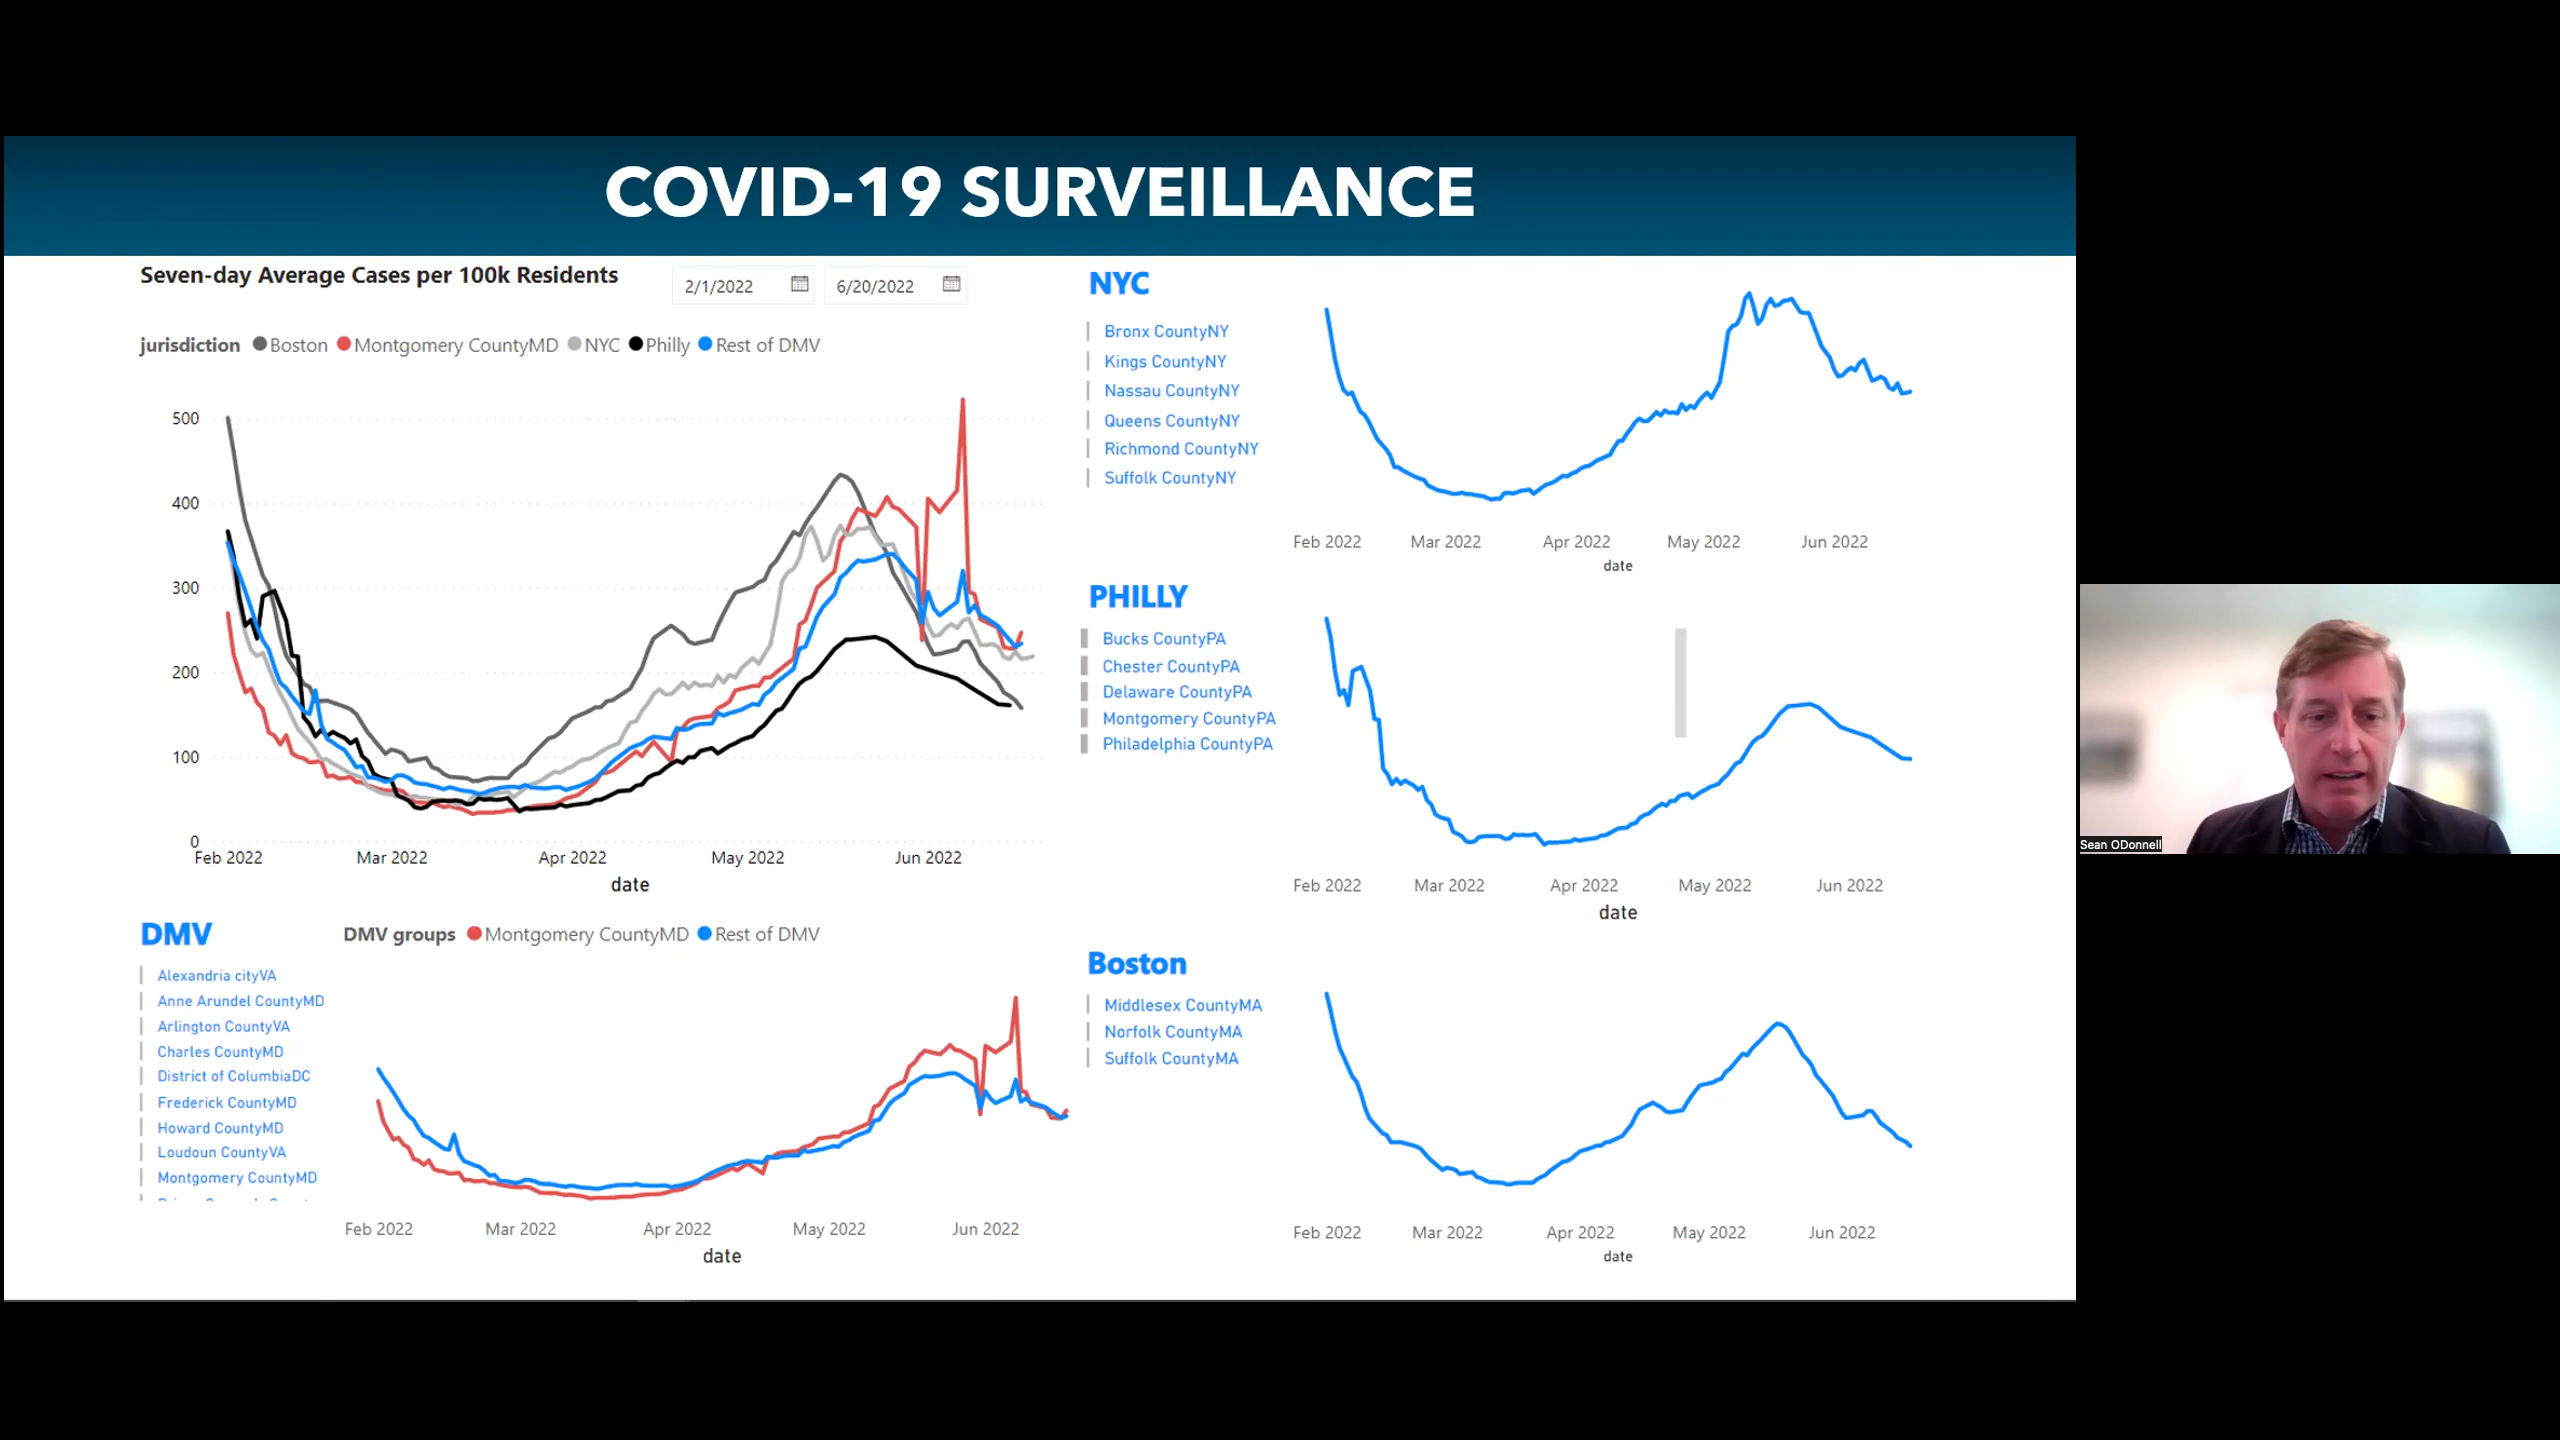 COVID-19 SURVEILLANCE
Seven-day Average Cases per 100k Residents
2/1/2022
6/20/2022
jurisdiction Boston Montgomery CountyMD NYC Philly Rest of DMV
500
400
300
200
100
0
Feb 2022 Mar 2022 Apr 2022 May 2022 Jun 2022
date
DMV
DMV groups Montgomery CountyMD Rest of DMV
Alexandria cityVA
Anne Arundel CountyMD
Arlington CountyVA
Charles CountyMD
District of ColumbiaDC
Frederick CountyMD
Howard CountyMD
Loudoun CountyVA
Montgomery CountyMD
Feb 2022 Mar 2022 Apr 2022 May 2022 Jun 2022
date
NYC
Bronx CountyNY
Kings CountyNY
Nassau CountyNY
Queens CountyNY
Richmond CountyNY
Suffolk CountyNY
Feb 2022 Mar 2022 Apr 2022 May 2022 Jun 2022
date
PHILLY
Bucks CountyPA
Chester CountyPA
Delaware CountyPA
Montgomery CountyPA
Philadelphia CountyPA
Feb 2022 Mar 2022 Apr 2022 May 2022 Jun 2022
date
Boston
Middlesex CountyMA
Norfolk CountyMA
Suffolk CountyMA
Feb 2022 Mar 2022 Apr 2022 May 2022 Jun 2022
date
Sean ODonnell